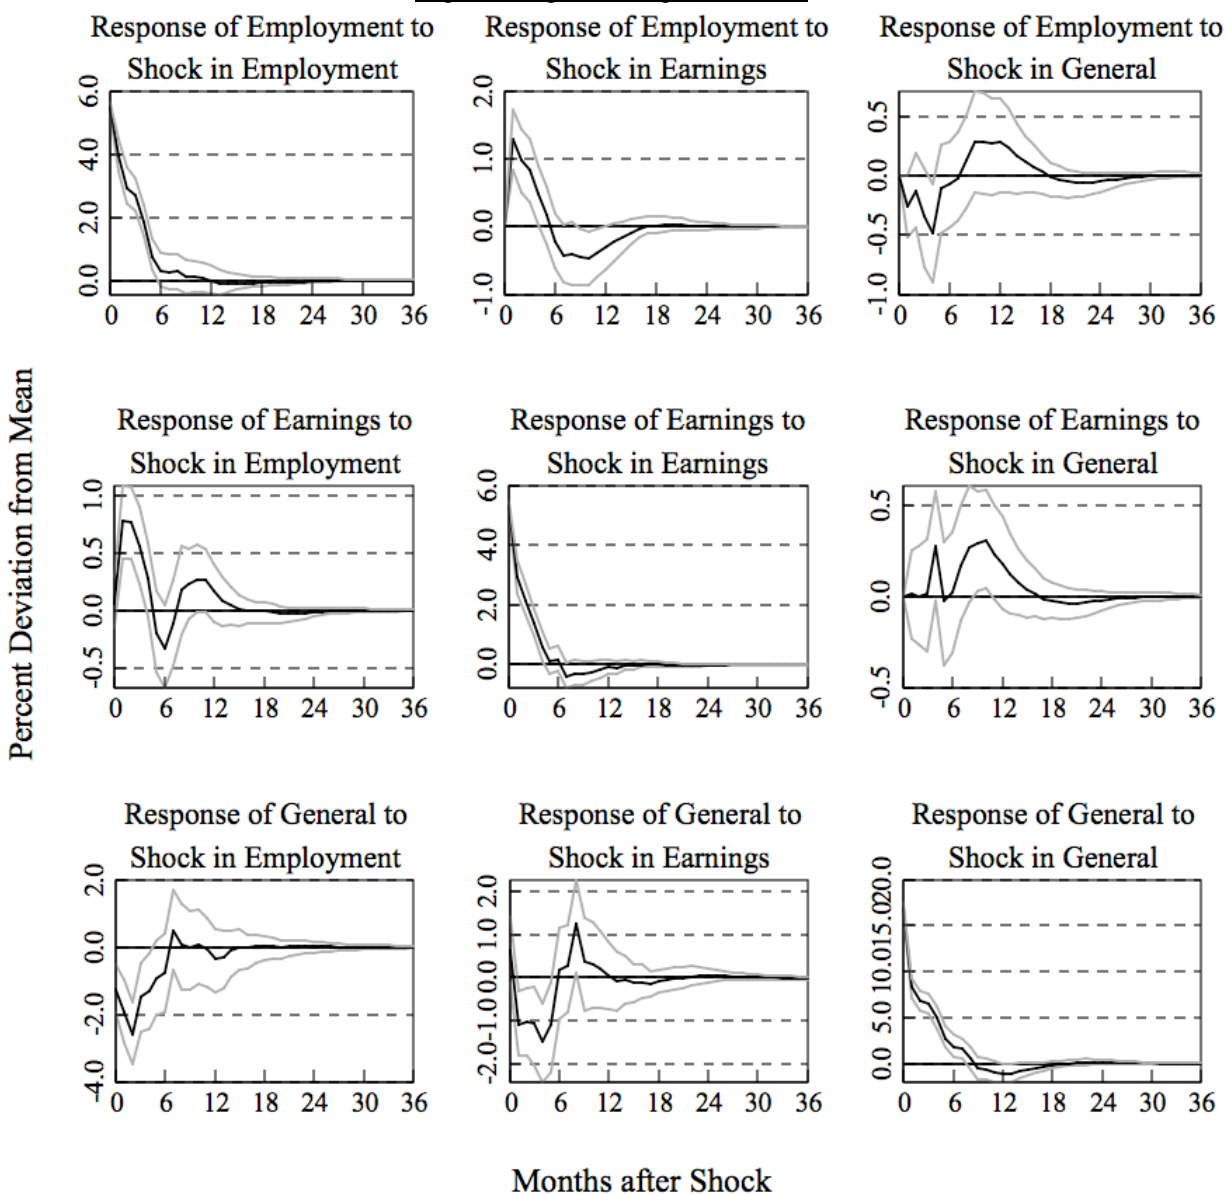 Response of Employment to
Shock in Employment
6.0
4.0
2.0
0.0
0 6 12 18 24 30 36
Response of Employment to
Shock in Earnings
2.0
1.0
0.0
-1.0
0 6 12 18 24 36
Response of Employment to
Shock in General
0.5
0.0
-0.5
-1.0
0 6 12 18 24 36
Percent Deviation from Mean
Response of Earnings to
Shock in Employment
1.0
0.5
0.0
-0.5
0 6 12 18 24 36
Response of Earnings to
Shock in Earnings
6.0
4.0
2.0
0.0
0 6 12 18 24 36
Response of Earnings to
Shock in General
0.5
0.0
-0.5
0 6 12 18 24 36
Response of General to
Shock in Employment
2.0
0.0
-2.0
-4.0
0 6 12 18 24 36
Response of General to
Shock in Earnings
2.0
1.0
0.0
-1.0
-2.0
0 6 12 18 24 36
Response of General to
Shock in General
20.0
15.0
10.0
5.0
0.0
0 6 12 18 24 36
Months after Shock